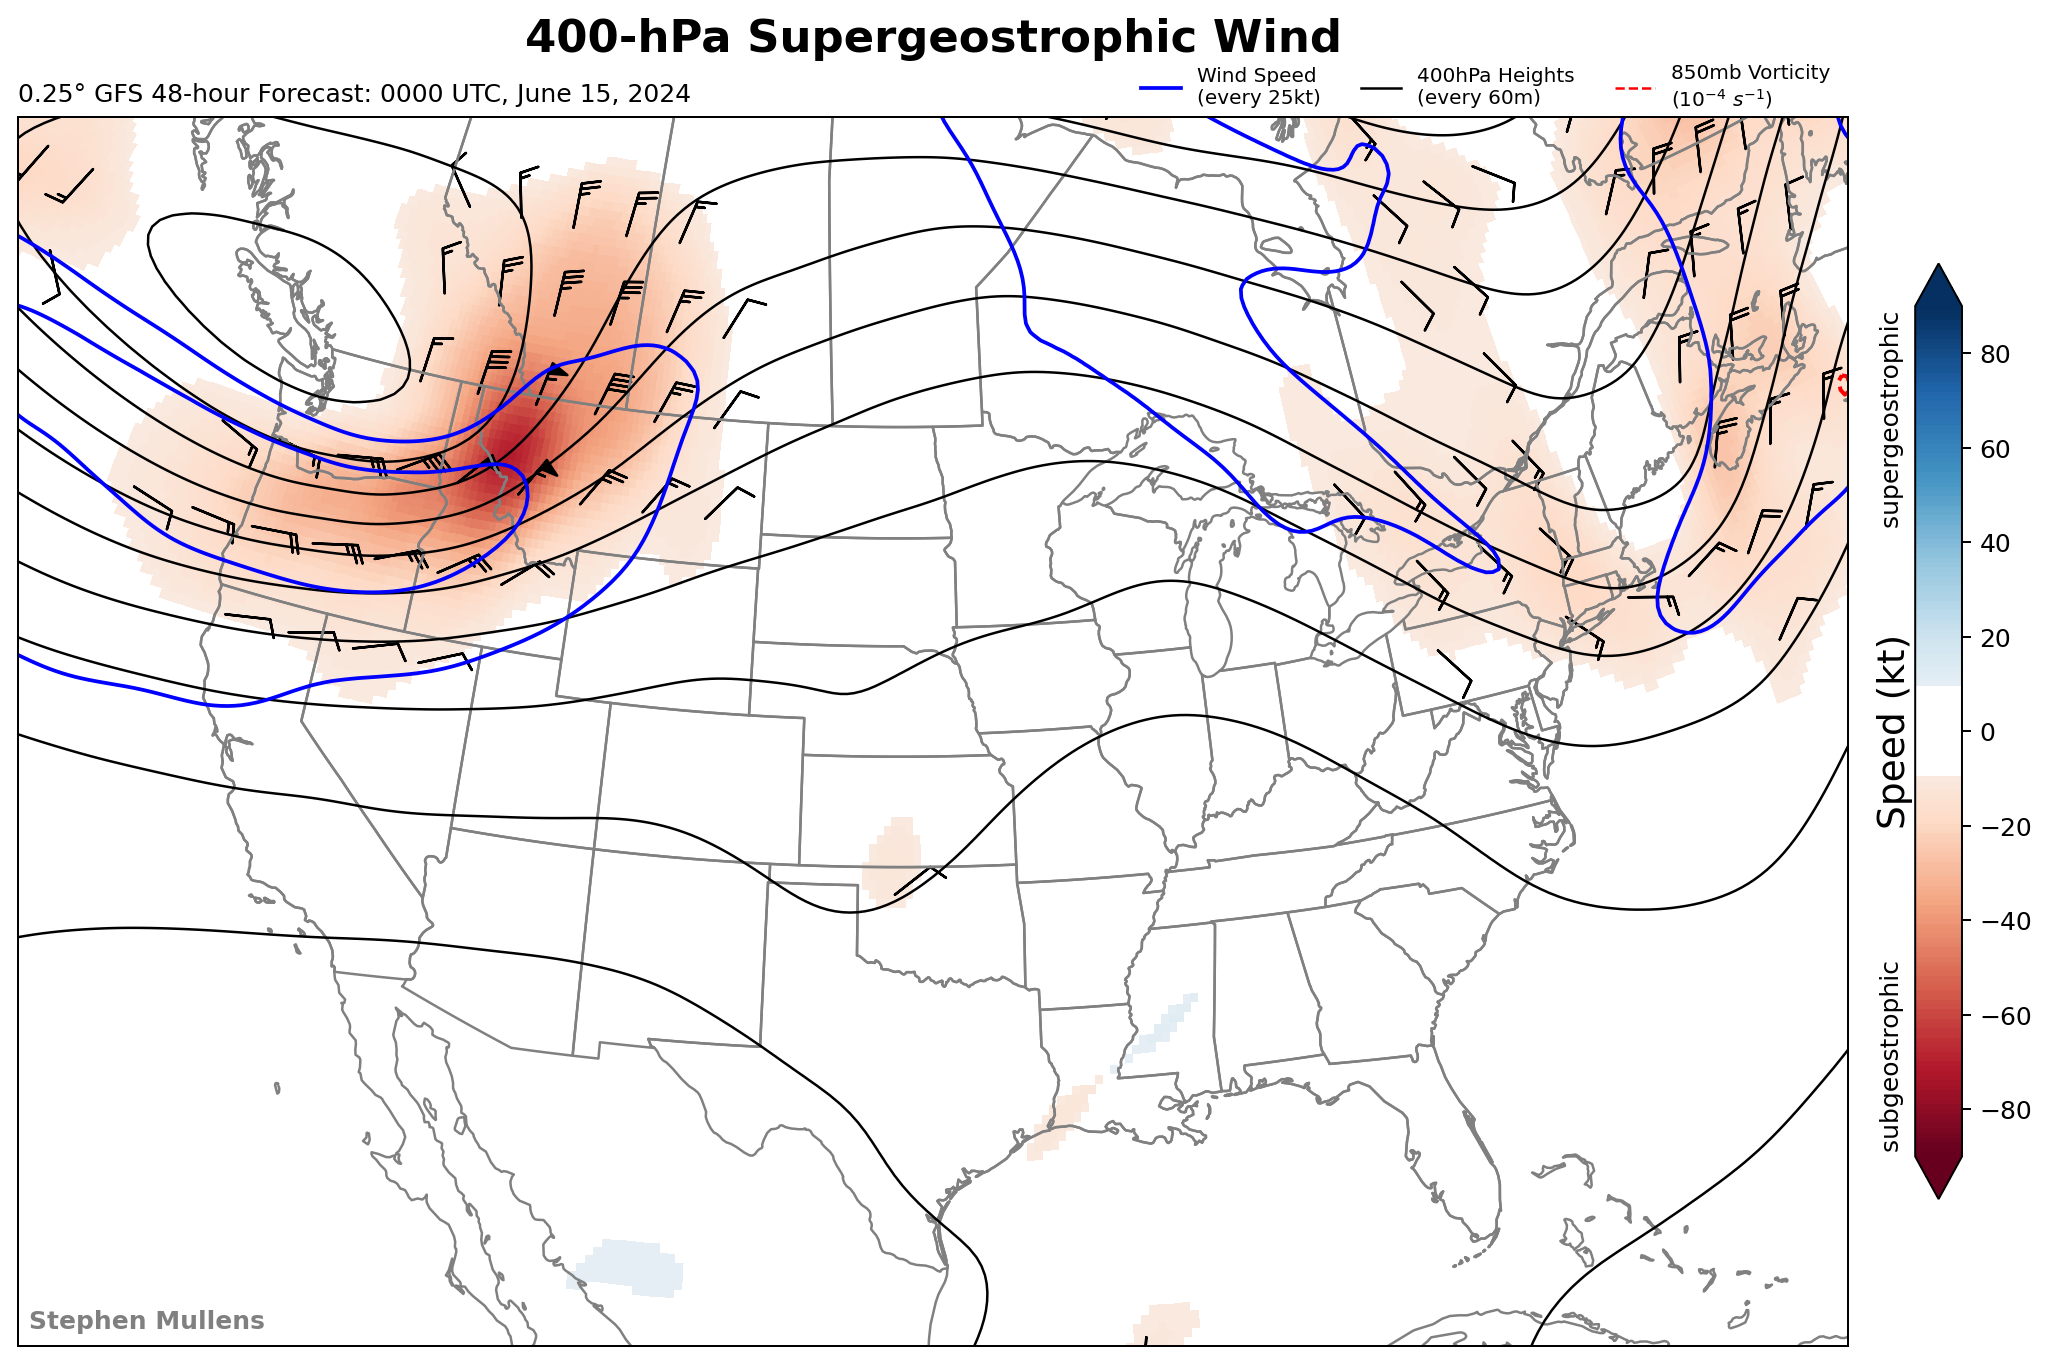 400-hPa Supergeostrophic Wind
0.25° GFS 48-hour Forecast: 0000 UTC, June 15, 2024
Wind Speed
(every 25kt)
400hPa Heights
(every 60m)
850mb Vorticity
(10⁻⁴ s⁻¹)
supergeostrophic
Speed (kt)
subgeostrophic
80
60
40
20
0
−20
−40
−60
−80
Stephen Mullens